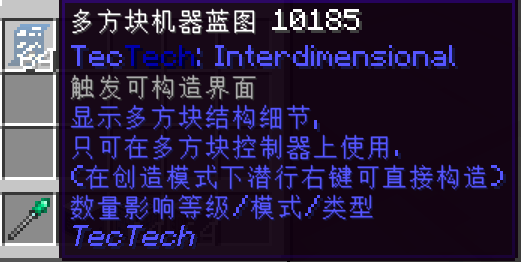 多方块机器蓝图 10185
TecTech: Interdimensional
触发可构造界面
显示多方块结构细节,
只可在多方块控制器上使用.
(在创造模式下潜行右键可直接构造)
数量影响等级/模式/类型
TecTech